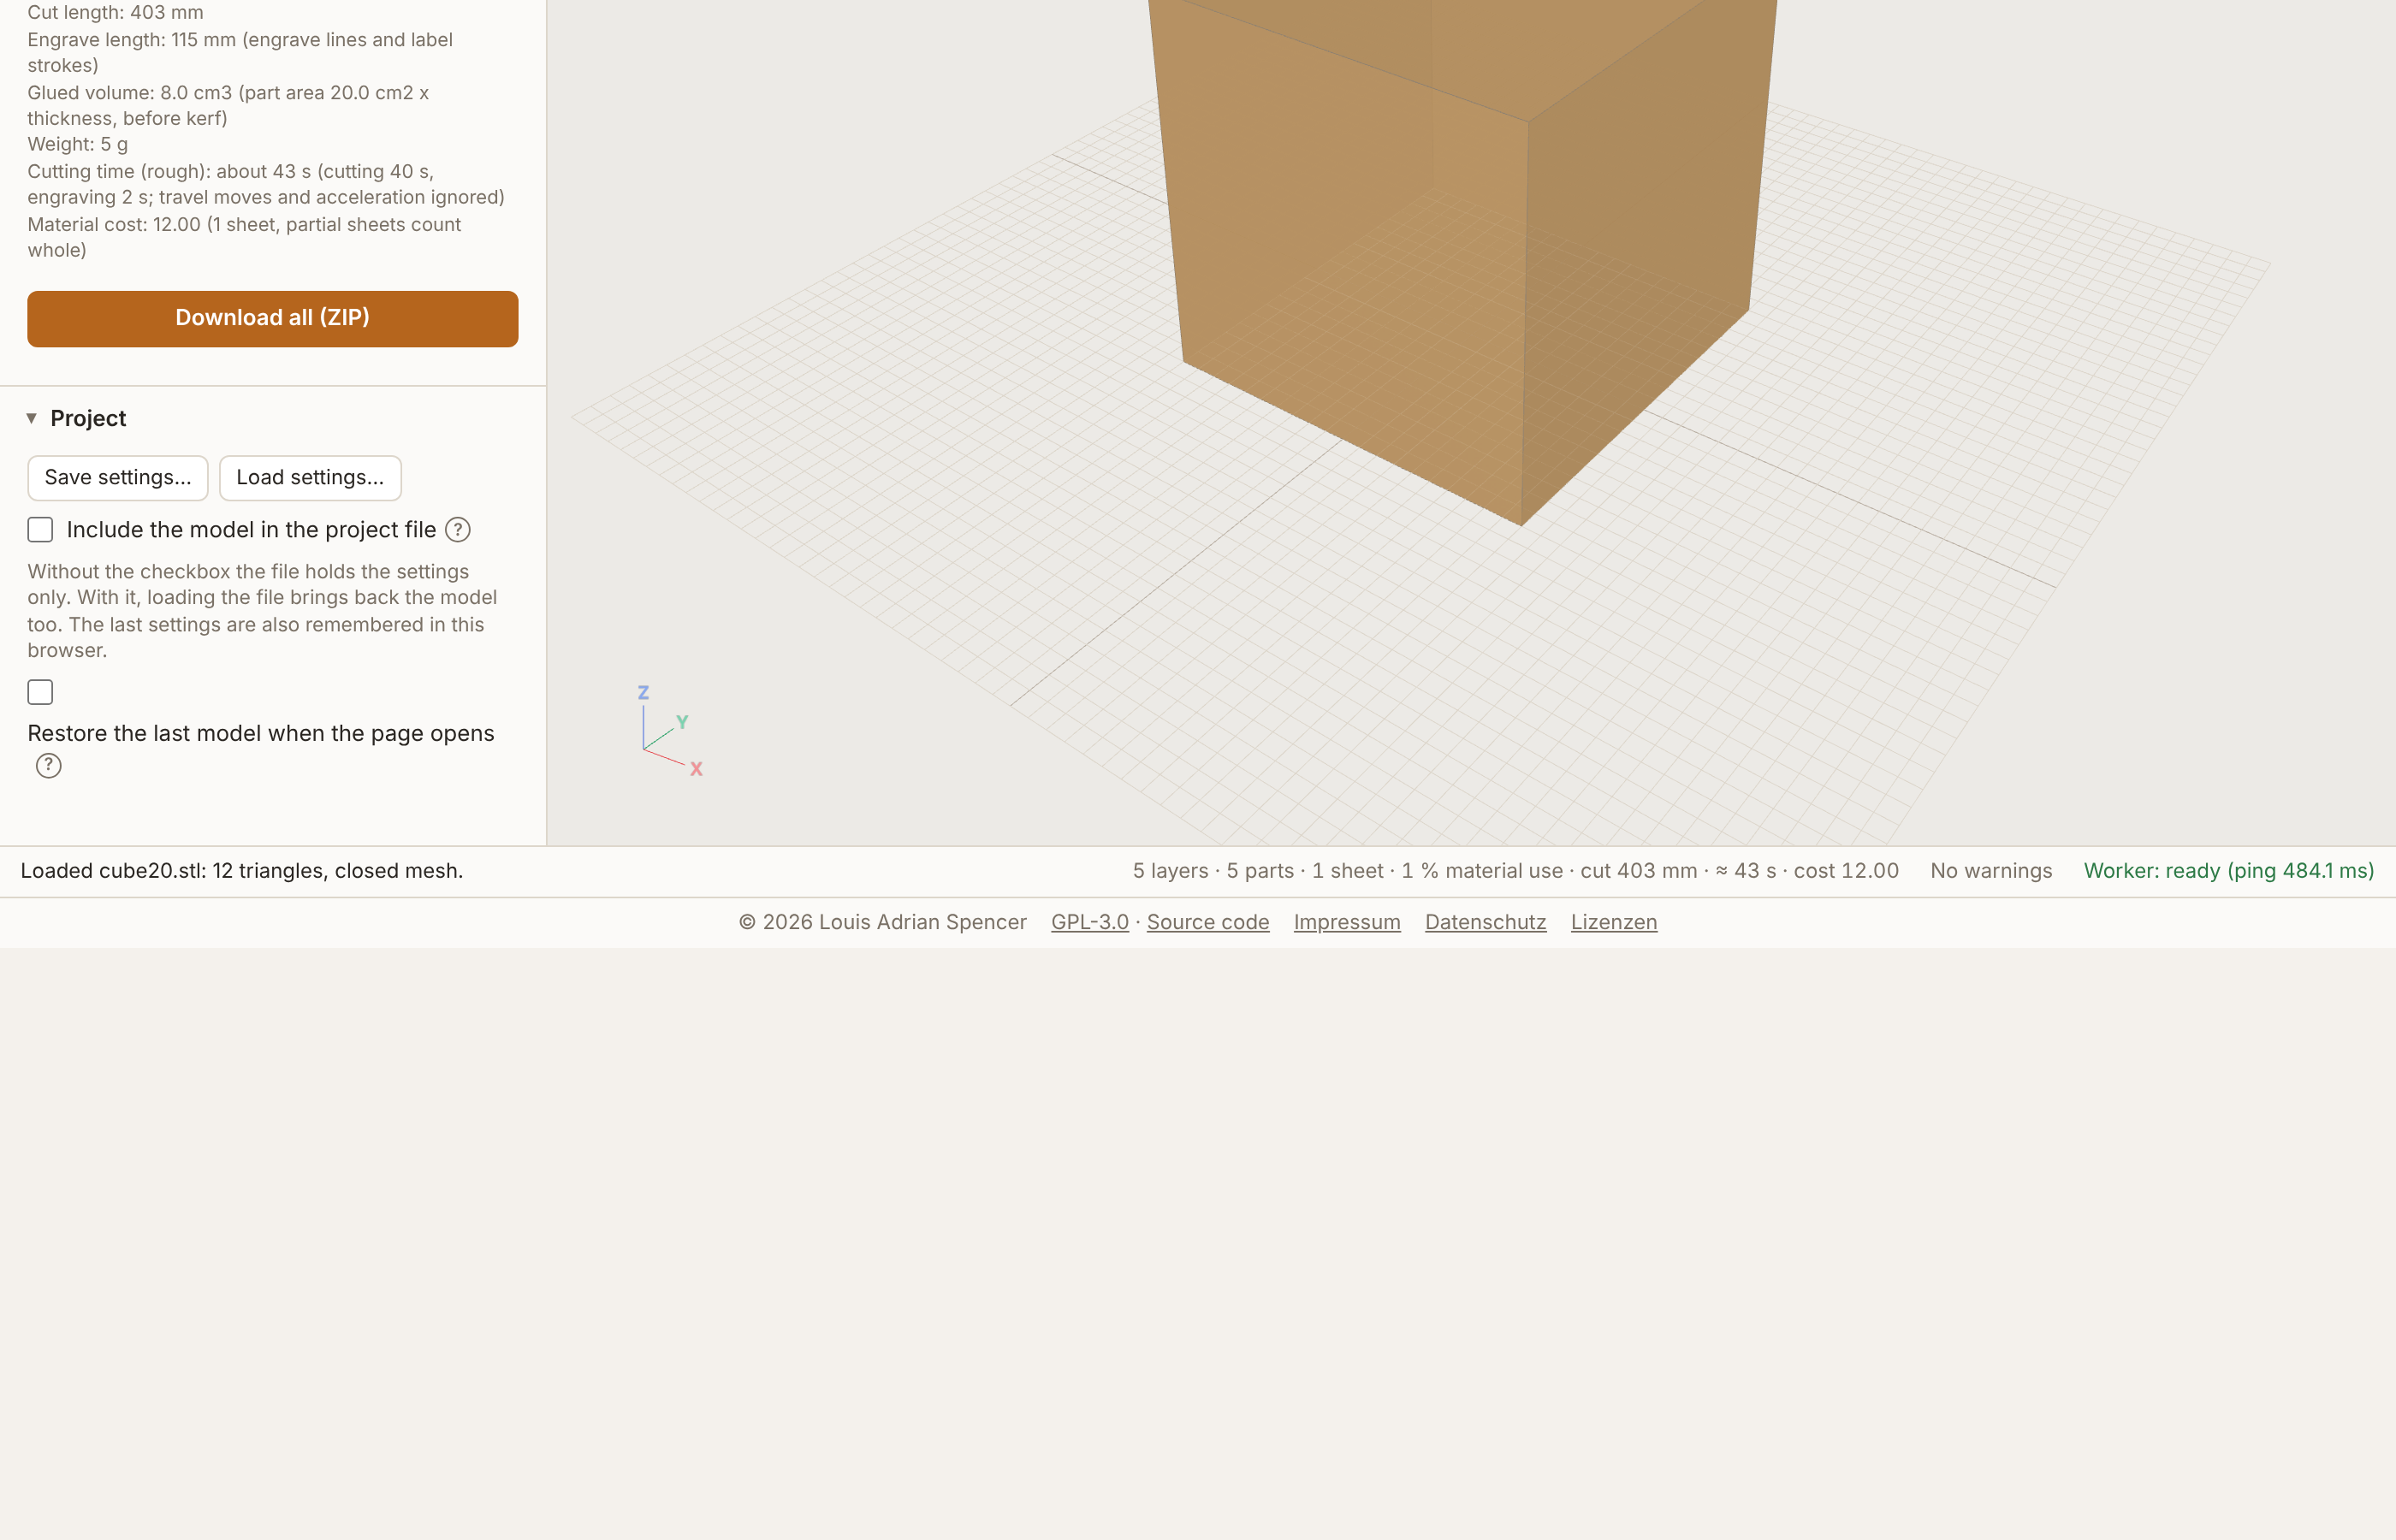 Cut length: 403 mm
Engrave length: 115 mm (engrave lines and label
strokes)
Glued volume: 8.0 cm3 (part area 20.0 cm2 x
thickness, before kerf)
Weight: 5 g
Cutting time (rough): about 43 s (cutting 40 s,
engraving 2 s; travel moves and acceleration ignored)
Material cost: 12.00 (1 sheet, partial sheets count
whole)
Download all (ZIP)
▼ Project
Save settings...
Load settings...
Include the model in the project file ?
Without the checkbox the file holds the settings
only. With it, loading the file brings back the model
too. The last settings are also remembered in this
browser.
Restore the last model when the page opens
?
Z
Y
X
Loaded cube20.stl: 12 triangles, closed mesh.
5 layers · 5 parts · 1 sheet · 1 % material use · cut 403 mm · ≈ 43 s · cost 12.00
No warnings
Worker: ready (ping 484.1 ms)
© 2026 Louis Adrian Spencer GPL-3.0 · Source code Impressum Datenschutz Lizenzen